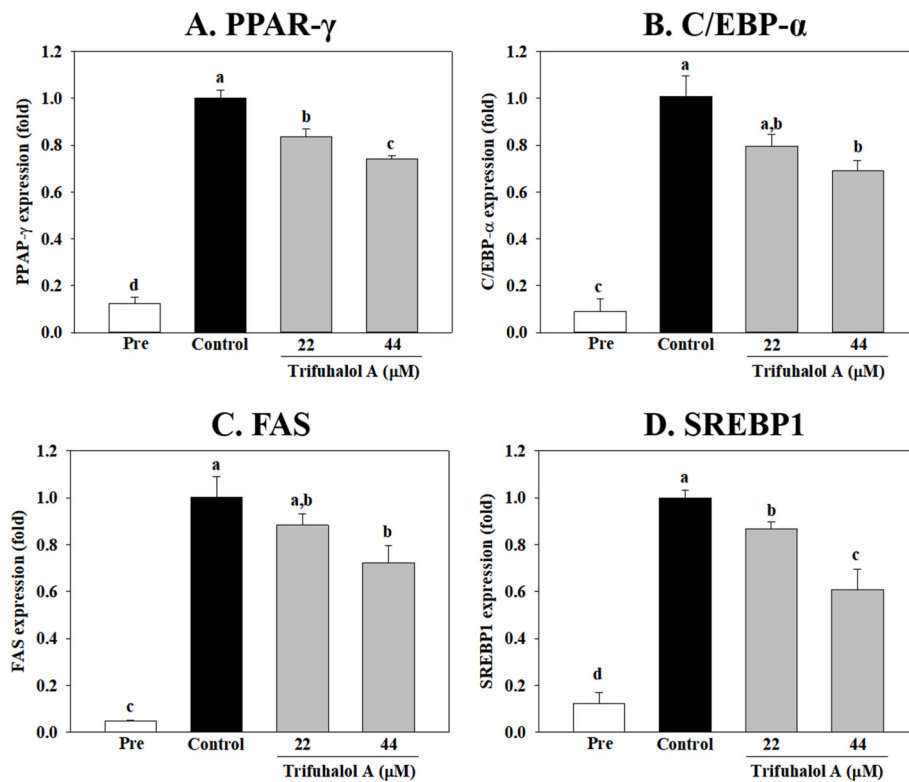 A. PPAR-γ
B. C/EBP-α
PPAP-γ expression (fold)
1.2
1.0
0.8
0.6
0.4
0.2
0.0
d
a
b
c
Pre
Control
22
44
Trifuhalol A (μM)
C/EBP-α expression (fold)
1.2
1.0
0.8
0.6
0.4
0.2
0.0
c
a
a,b
b
Pre
Control
22
44
Trifuhalol A (μM)
C. FAS
D. SREBP1
FAS expression (fold)
1.2
1.0
0.8
0.6
0.4
0.2
0.0
c
a
a,b
b
Pre
Control
22
44
Trifuhalol A (μM)
SREBP1 expression (fold)
1.2
1.0
0.8
0.6
0.4
0.2
0.0
d
a
b
c
Pre
Control
22
44
Trifuhalol A (μM)